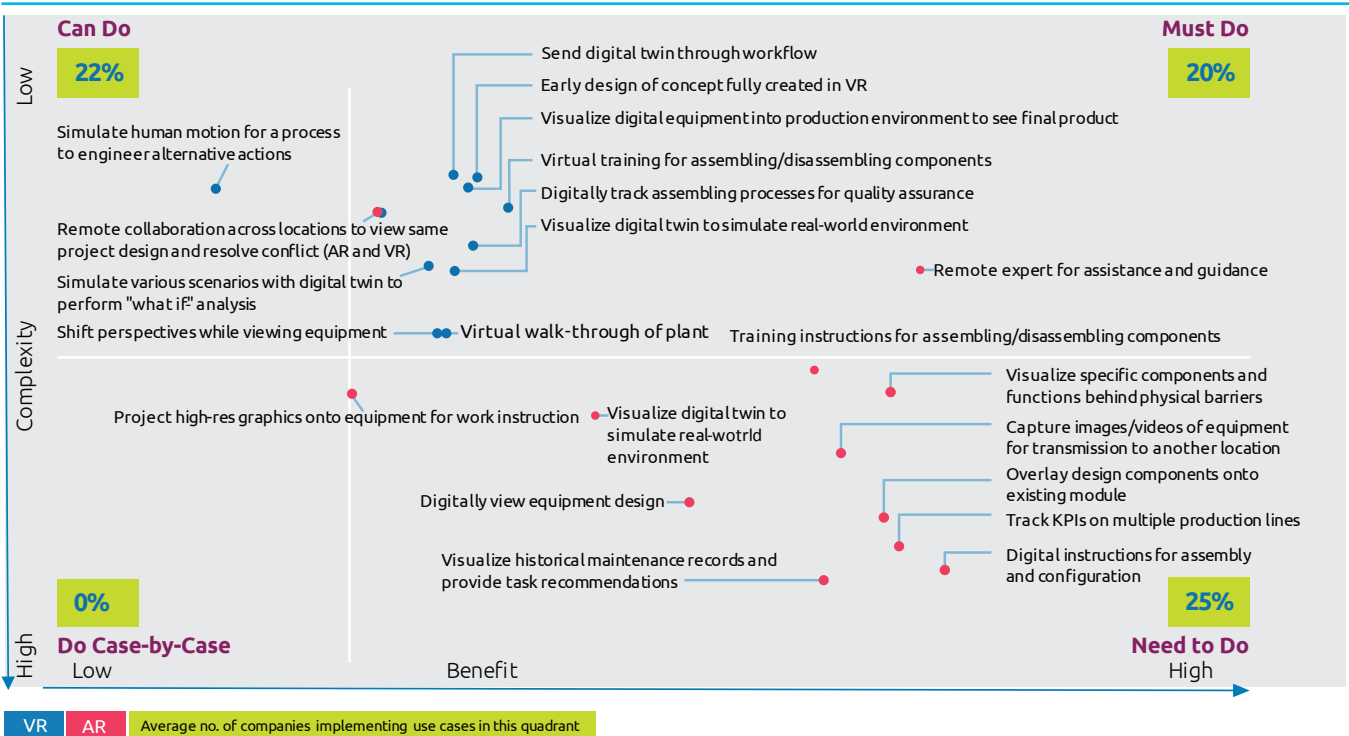 Can Do
Must Do
22%
20%
Low
Send digital twin through workflow
Early design of concept fully created in VR
Visualize digital equipment into production environment to see final product
Simulate human motion for a process
to engineer alternative actions
Virtual training for assembling/disassembling components
Digitally track assembling processes for quality assurance
Visualize digital twin to simulate real-world environment
Remote collaboration across locations to view same
project design and resolve conflict (AR and VR)
Remote expert for assistance and guidance
Simulate various scenarios with digital twin to
perform "what if" analysis
Shift perspectives while viewing equipment
Virtual walk-through of plant
Training instructions for assembling/disassembling components
Complexity
Visualize specific components and
functions behind physical barriers
Project high-res graphics onto equipment for work instruction
Visualize digital twin to
simulate real-wotrld
environment
Capture images/videos of equipment
for transmission to another location
Overlay design components onto
existing module
Digitally view equipment design
Track KPIs on multiple production lines
Visualize historical maintenance records and
provide task recommendations
Digital instructions for assembly
and configuration
0%
25%
Do Case-by-Case
Need to Do
High
Low
Benefit
High
VR
AR
Average no. of companies implementing use cases in this quadrant